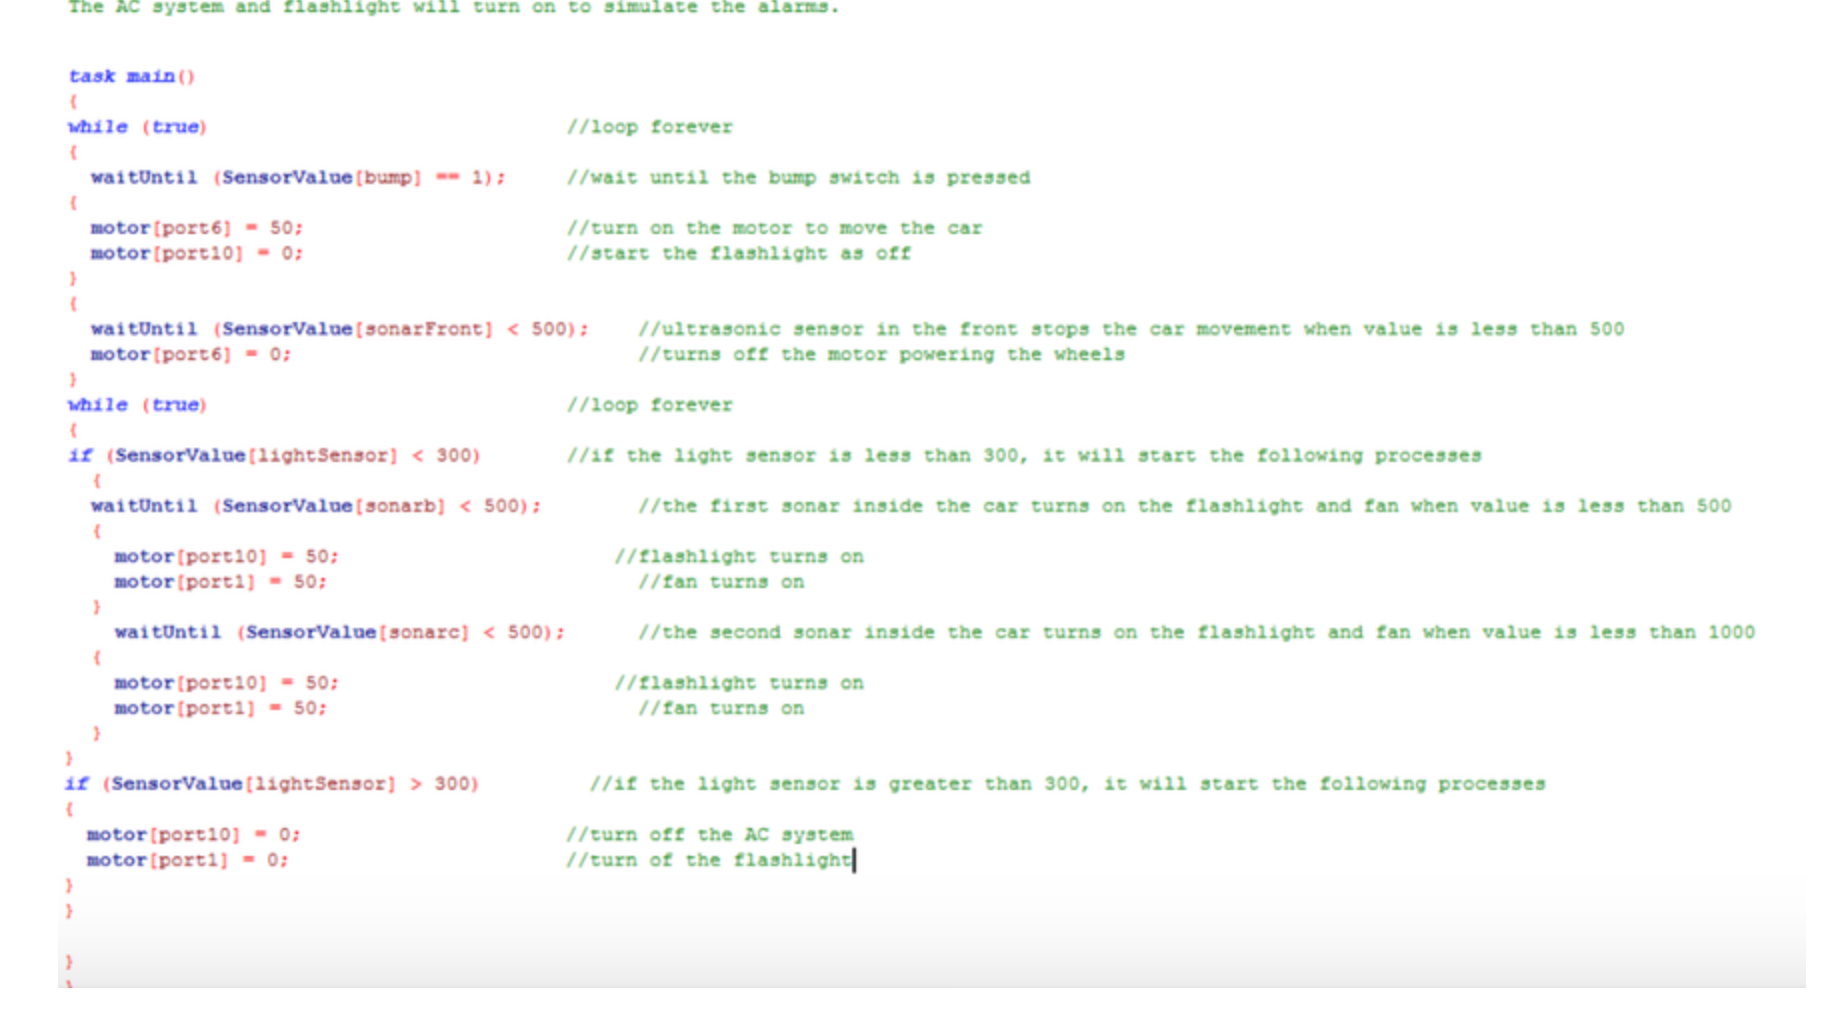 The AC system and flashlight will turn on to simulate the alarms.
task main()
{
while (true) //loop forever
{
waitUntil (SensorValue[bump] == 1); //wait until the bump switch is pressed
{
motor[port6] = 50; //turn on the motor to move the car
motor[port10] = 0; //start the flashlight as off
}
{
waitUntil (SensorValue[sonarFront] < 500); //ultrasonic sensor in the front stops the car movement when value is less than 500
motor[port6] = 0; //turns off the motor powering the wheels
}
while (true) //loop forever
{
if (SensorValue[lightSensor] < 300) //if the light sensor is less than 300, it will start the following processes
{
waitUntil (SensorValue[sonarb] < 500); //the first sonar inside the car turns on the flashlight and fan when value is less than 500
{
motor[port10] = 50; //flashlight turns on
motor[port1] = 50; //fan turns on
}
waitUntil (SensorValue[sonarc] < 500); //the second sonar inside the car turns on the flashlight and fan when value is less than 1000
{
motor[port10] = 50; //flashlight turns on
motor[port1] = 50; //fan turns on
}
}
if (SensorValue[lightSensor] > 300) //if the light sensor is greater than 300, it will start the following processes
{
motor[port10] = 0; //turn off the AC system
motor[port1] = 0; //turn of the flashlight
}
}
}
}